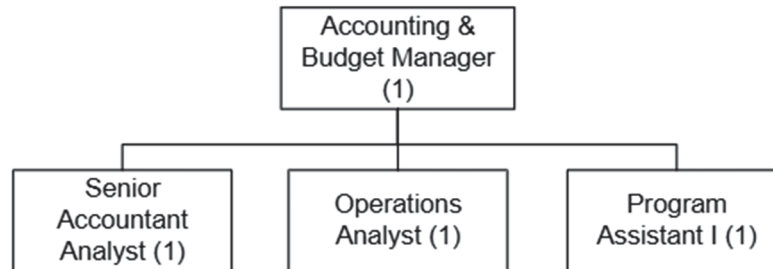 Accounting &
Budget Manager
(1)
Senior
Accountant
Analyst (1)
Operations
Analyst (1)
Program
Assistant I (1)